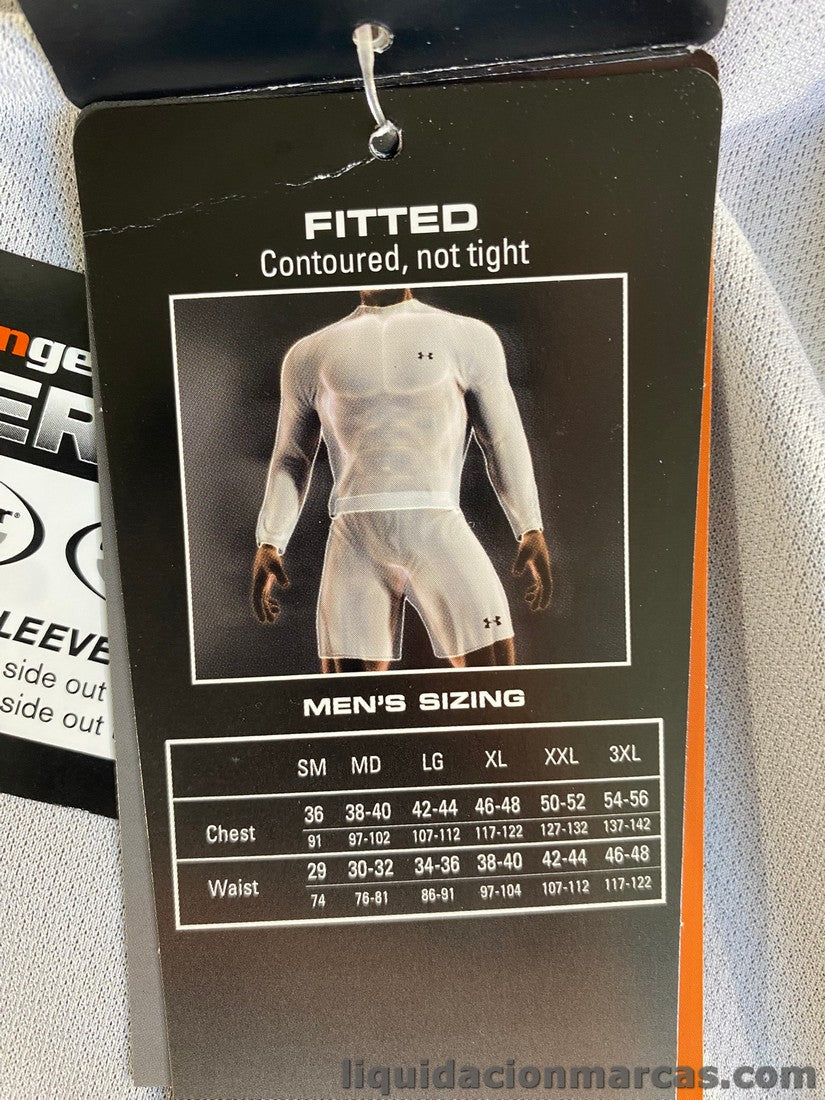 FITTED
Contoured, not tight
nge
ER
LEEVE
side out
side out
MEN'S SIZING
SM MD LG XL XXL 3XL
Chest 36 38-40 42-44 46-48 50-52 54-56
91 97-102 107-112 117-122 127-132 137-142
Waist 29 30-32 34-36 38-40 42-44 46-48
74 76-81 86-91 97-104 107-112 117-122
liquidacionmarcas.com